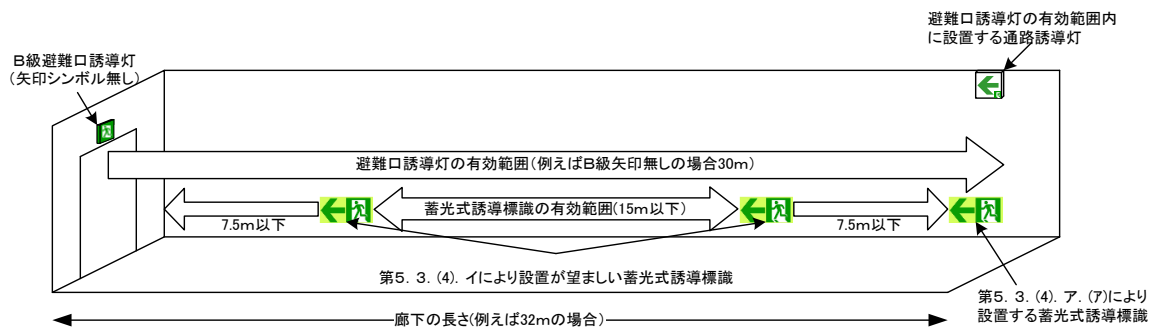 避難口誘導灯の有効範囲内
に設置する通路誘導灯
B級避難口誘導灯
(矢印シンボル無し)
避難口誘導灯の有効範囲(例えばB級矢印無しの場合30m)
蓄光式誘導標識の有効範囲(15m以下)
7.5m以下
7.5m以下
第5.3.(4).イにより設置が望ましい蓄光式誘導標識
第5.3.(4).ア.(ア)により
設置する蓄光式誘導標識
廊下の長さ(例えば32mの場合)